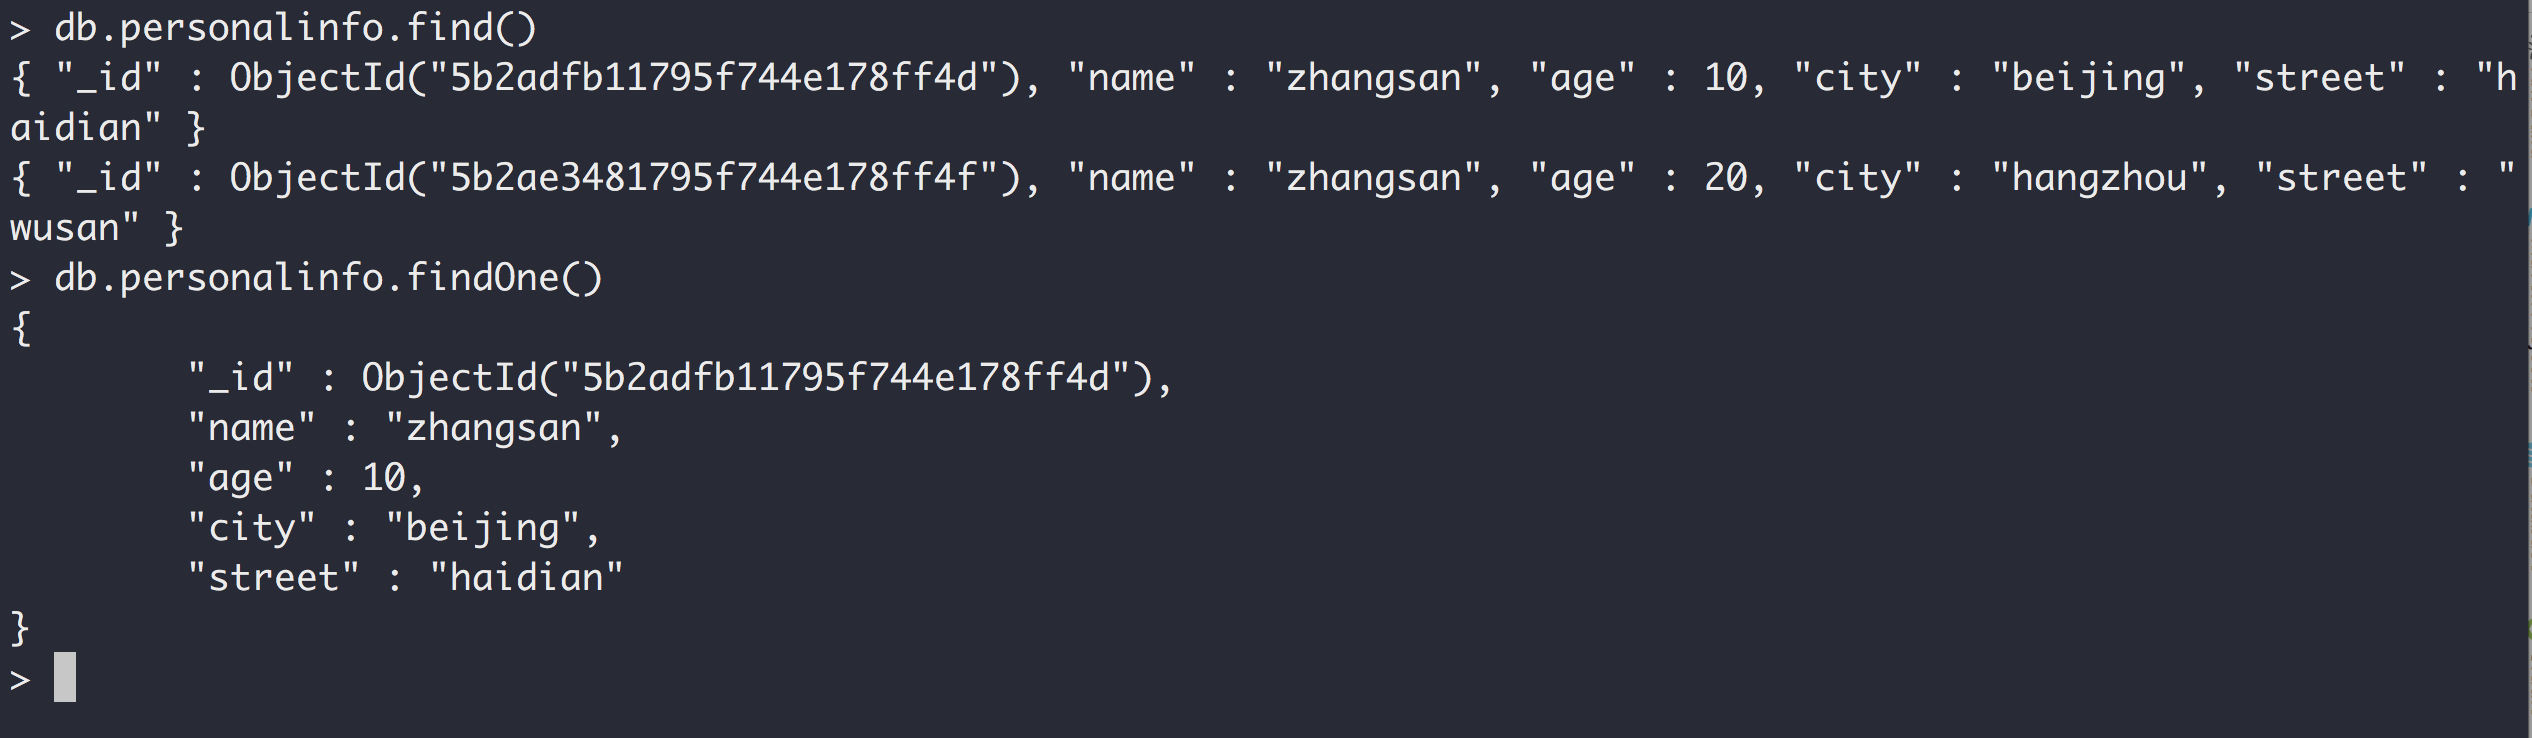 > db.personalinfo.find()
{ "_id" : ObjectId("5b2adfb11795f744e178ff4d"), "name" : "zhangsan", "age" : 10, "city" : "beijing", "street" : "h
aidian" }
{ "_id" : ObjectId("5b2ae3481795f744e178ff4f"), "name" : "zhangsan", "age" : 20, "city" : "hangzhou", "street" : "
wusan" }
> db.personalinfo.findOne()
{
        "_id" : ObjectId("5b2adfb11795f744e178ff4d"),
        "name" : "zhangsan",
        "age" : 10,
        "city" : "beijing",
        "street" : "haidian"
}
>